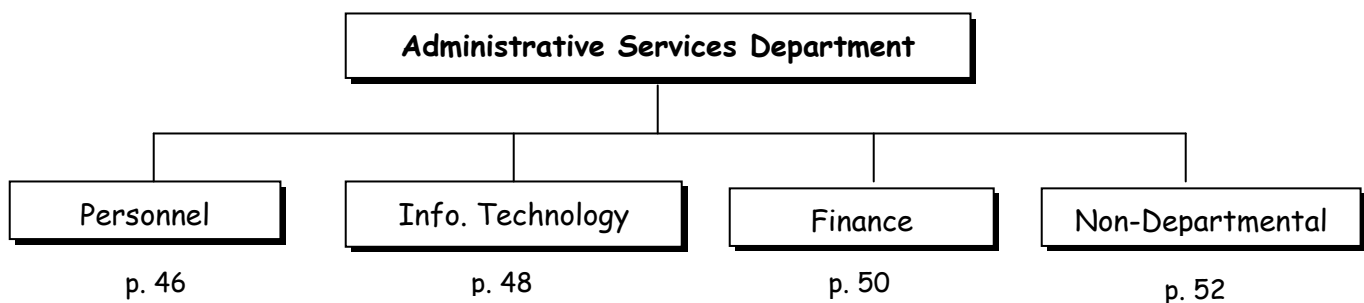 Administrative Services Department
Personnel
Info. Technology
Finance
Non-Departmental
p. 46
p. 48
p. 50
p. 52